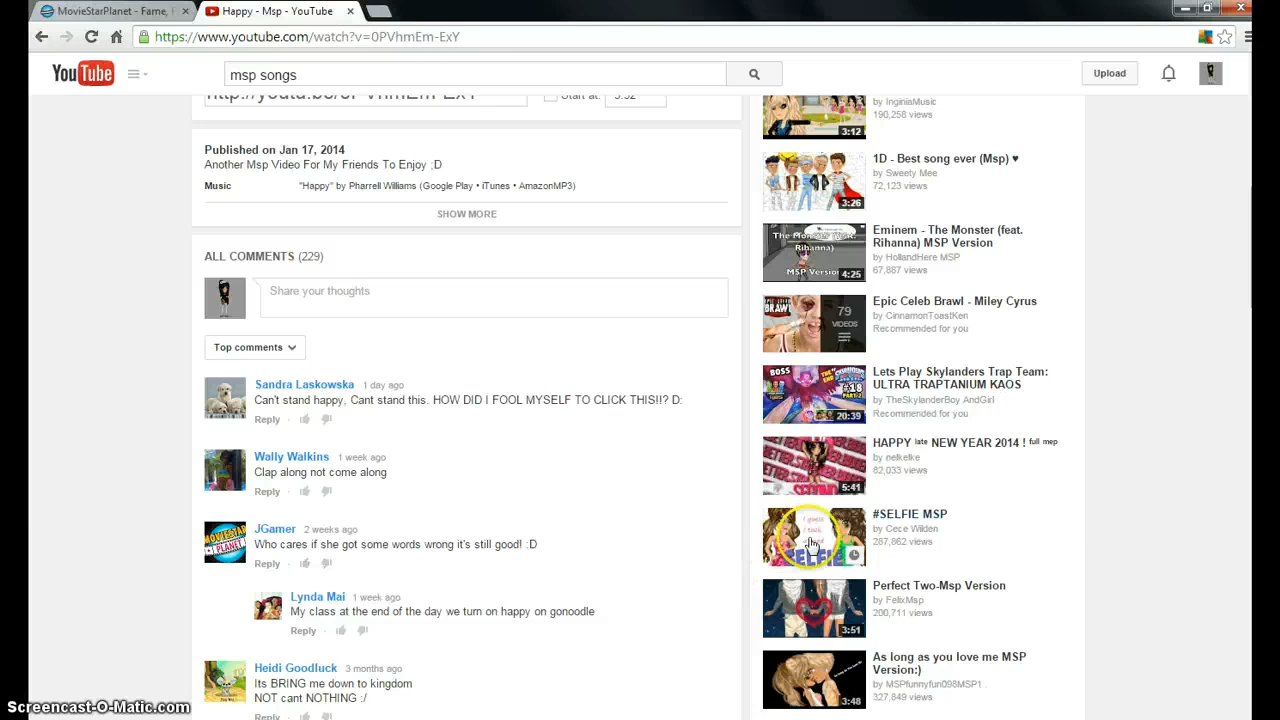 MovieStarPlanet - Fame, F
Happy - Msp - YouTube
https://www.youtube.com/watch?v=0PVhmEm-ExY
YouTube
msp songs
Upload
Start at:
3:12
by InginiaMusic
190,258 views
Published on Jan 17, 2014
Another Msp Video For My Friends To Enjoy ;D
Music
"Happy" by Pharrell Williams (Google Play • iTunes • AmazonMP3)
SHOW MORE
ALL COMMENTS (229)
Share your thoughts
Top comments
Sandra Laskowska 1 day ago
Can't stand happy, Cant stand this. HOW DID I FOOL MYSELF TO CLICK THIS!!? D:
Reply
Wally Walkins 1 week ago
Clap along not come along
Reply
JGamer 2 weeks ago
Who cares if she got some words wrong it's still good! :D
Reply
Lynda Mai 1 week ago
My class at the end of the day we turn on happy on gonoodle
Reply
Heidi Goodluck 3 months ago
Its BRING me down to kingdom
NOT cant NOTHING :/
Reply
1D - Best song ever (Msp) ♥
by Sweety Mee
72,123 views
3:26
Eminem - The Monster (feat.
Rihanna) MSP Version
by HollandHere MSP
67,887 views
Rihanna)
MSP Version
4:25
Epic Celeb Brawl - Miley Cyrus
by CinnamonToastKen
Recommended for you
BRAWL
79
VIDEOS
Lets Play Skylanders Trap Team:
ULTRA TRAPTANIUM KAOS
by TheSkylanderBoy AndGirl
Recommended for you
BOSS
#18
20:39
HAPPY late NEW YEAR 2014 ! full mep
by nelkelke
82,033 views
5:41
#SELFIE MSP
by Cece Wilden
287,862 views
SELFIE
Perfect Two-Msp Version
by FelixMsp
200,711 views
3:51
As long as you love me MSP
Version:)
by MSPfunnyfun098MSP1 .
327,849 views
3:48
Screencast-O-Matic.com